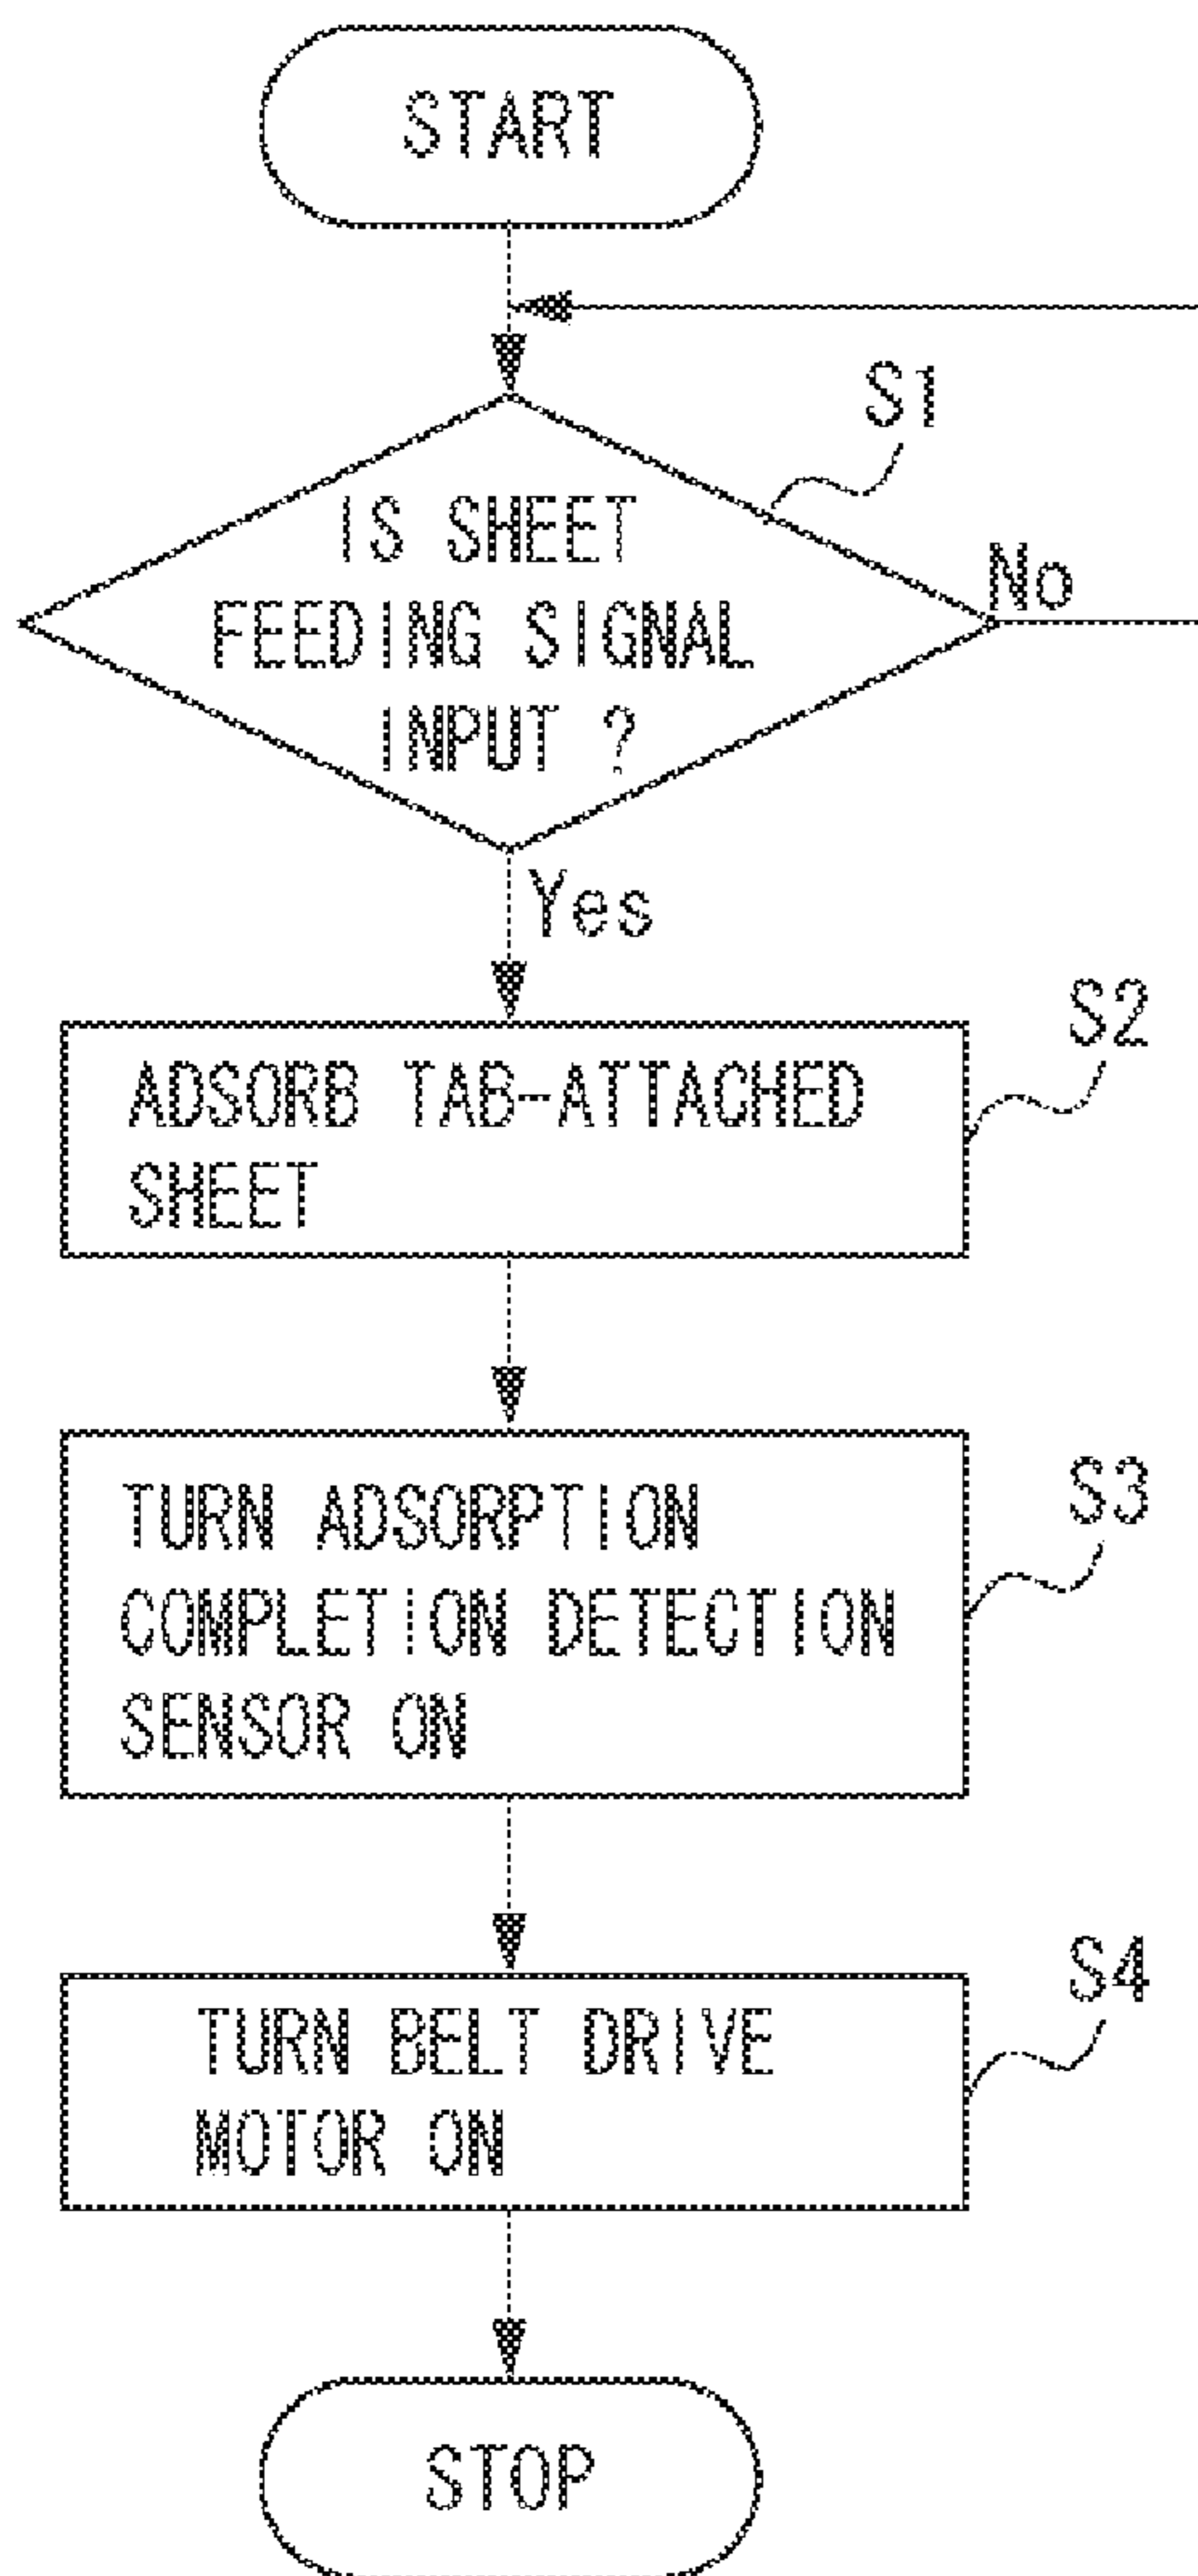 START
S1
IS SHEET
FEEDING SIGNAL
INPUT ?
No
Yes
S2
ADSORB TAB-ATTACHED
SHEET
S3
TURN ADSORPTION
COMPLETION DETECTION
SENSOR ON
S4
TURN BELT DRIVE
MOTOR ON
STOP